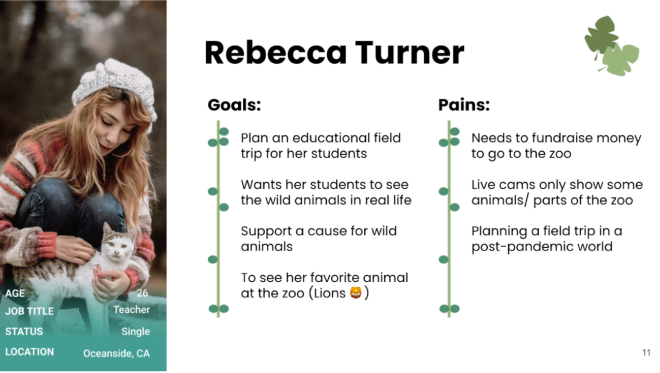 Rebecca Turner
Goals:
Plan an educational field
trip for her students
Wants her students to see
the wild animals in real life
Support a cause for wild
animals
To see her favorite animal
at the zoo (Lions 🦁)
Pains:
Needs to fundraise money
to go to the zoo
Live cams only show some
animals/ parts of the zoo
Planning a field trip in a
post-pandemic world
AGE 26
JOB TITLE Teacher
STATUS Single
LOCATION Oceanside, CA
11